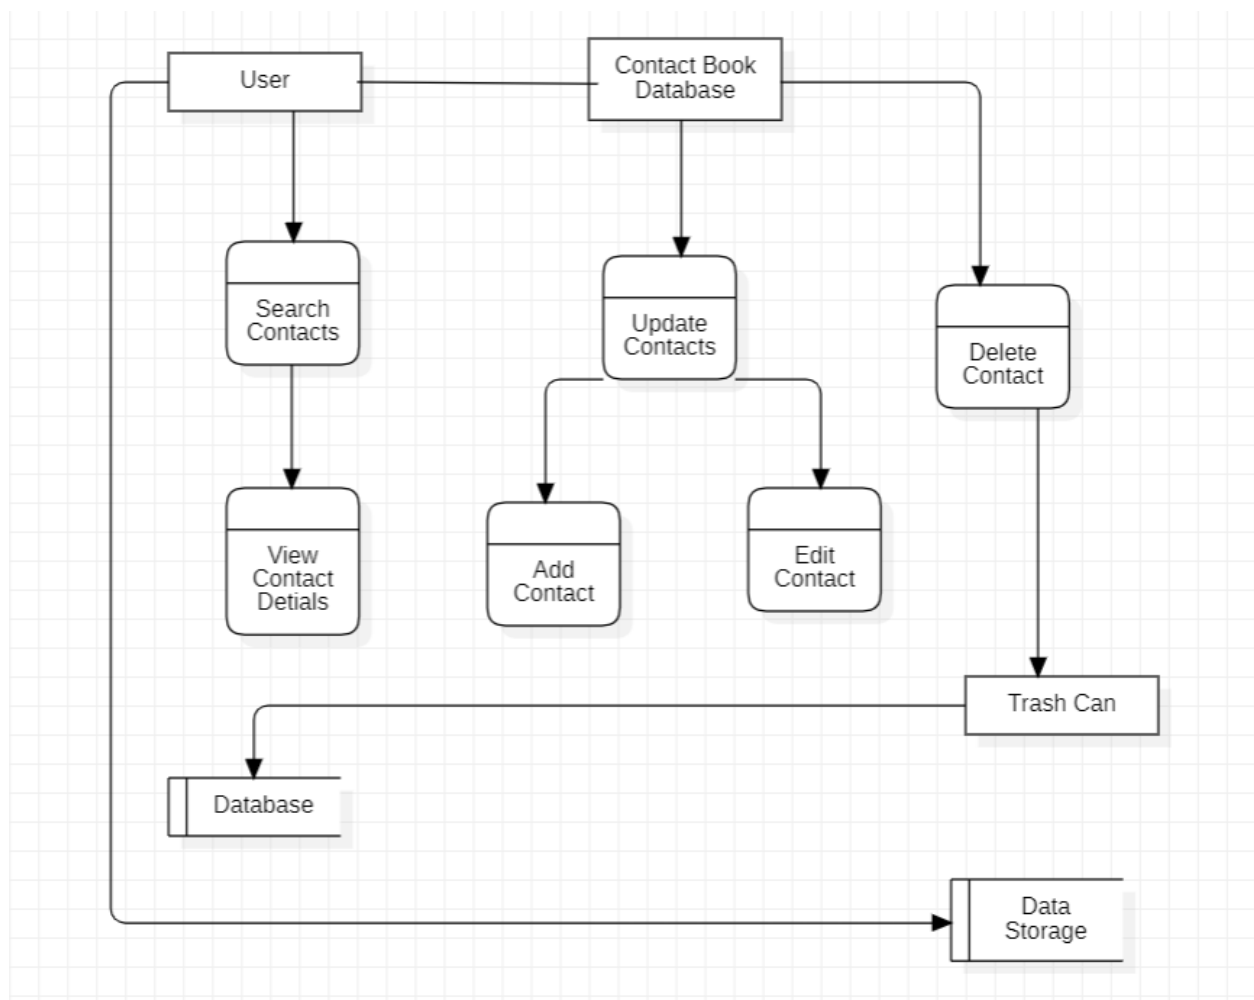 User
Contact Book
Database
Search
Contacts
Update
Contacts
Delete
Contact
View
Contact
Detials
Add
Contact
Edit
Contact
Trash Can
Database
Data
Storage